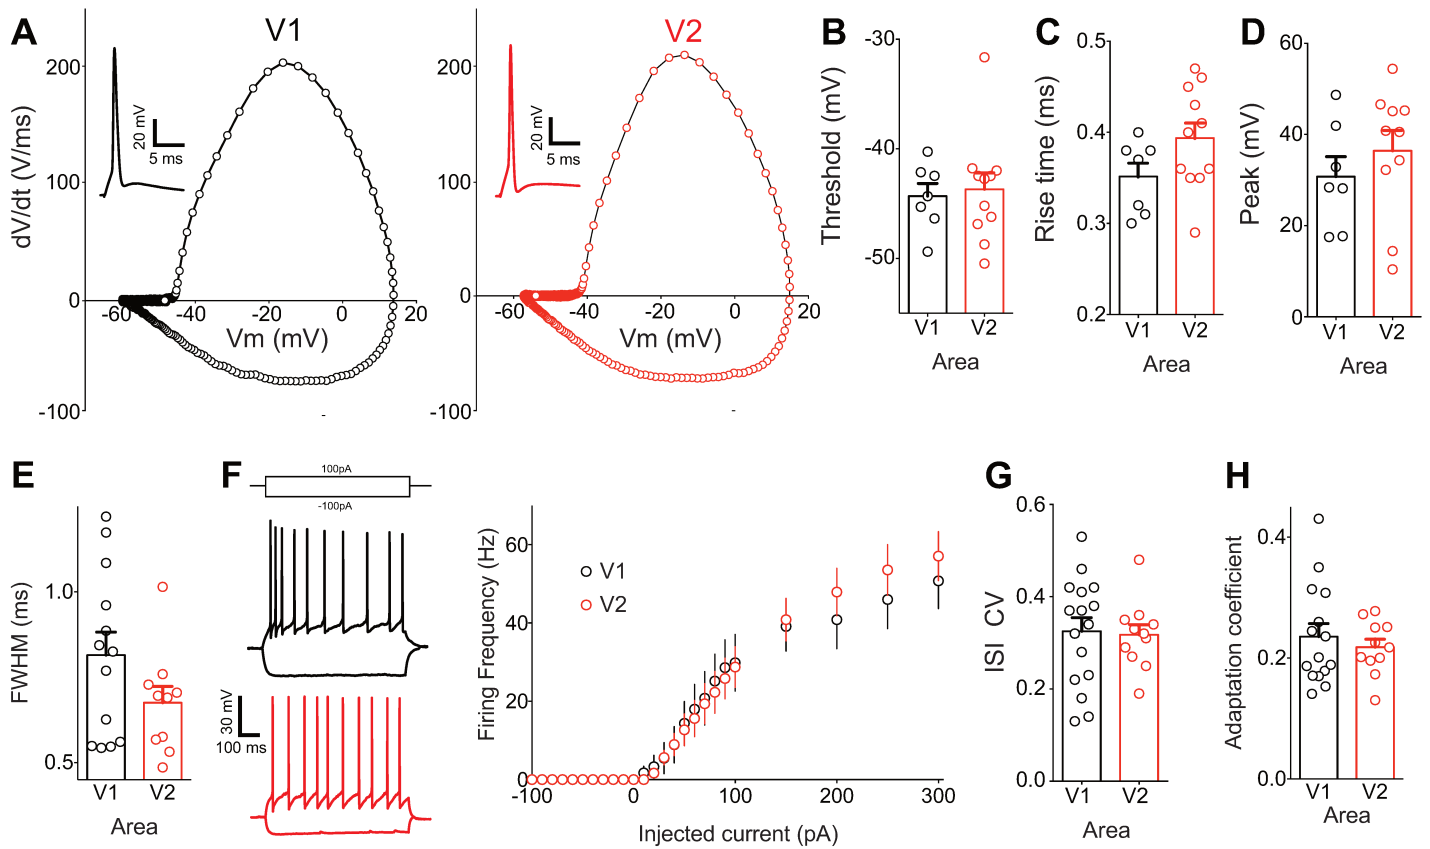 A
V1
dV/dt (V/ms)
200
100
0
-100
-60
-40
-20
0
20
Vm (mV)
20 mV
5 ms
-
V2
200
100
0
-100
-60
-40
-20
0
20
Vm (mV)
20 mV
5 ms
-
B
Threshold (mV)
-30
-40
-50
V1 V2
Area
C
Rise time (ms)
0.5
0.4
0.3
0.2
V1 V2
Area
D
Peak (mV)
60
40
20
0
V1 V2
Area
E
FWHM (ms)
1.0
0.5
V1 V2
Area
F
100pA
-100pA
30 mV
100 ms
Firing Frequency (Hz)
60
40
20
0
V1
V2
-100 0 100 200 300
Injected current (pA)
G
ISI CV
0.6
0.4
0.2
0.0
V1 V2
Area
H
Adaptation coefficient
0.4
0.2
0.0
V1 V2
Area